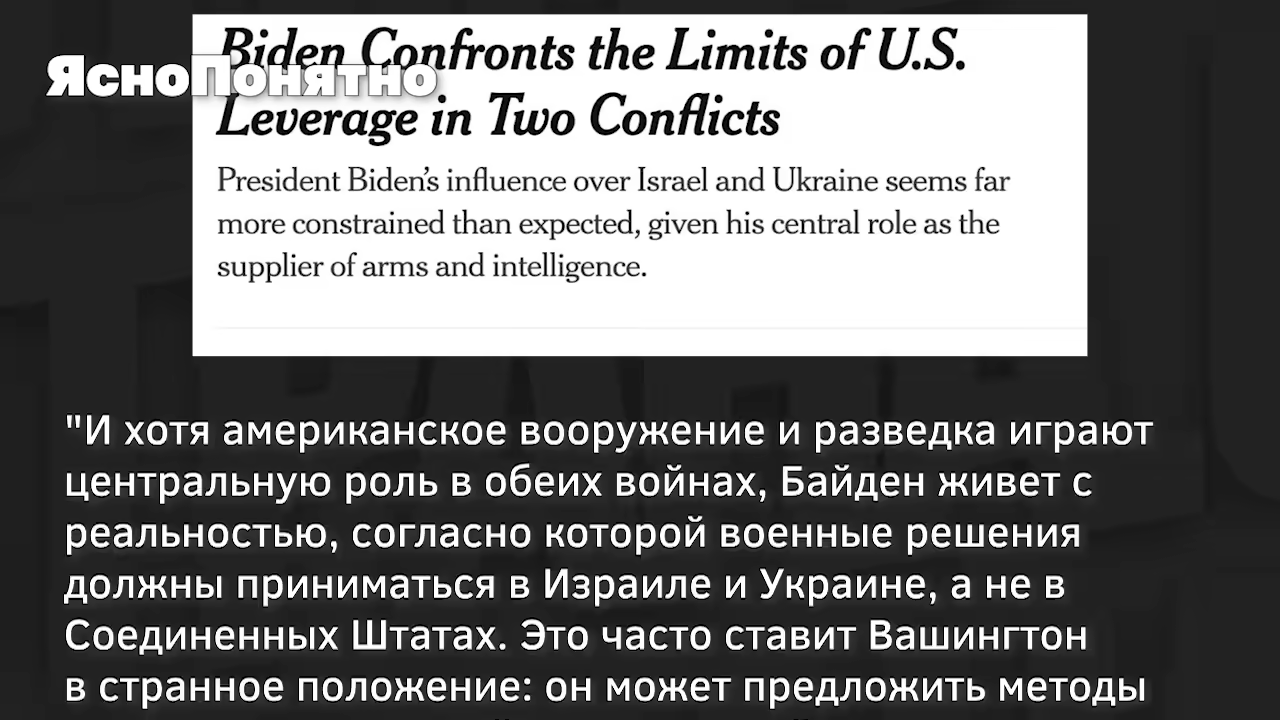 ЯсноПонятно
Biden Confronts the Limits of U.S.
Leverage in Two Conflicts
President Biden’s influence over Israel and Ukraine seems far
more constrained than expected, given his central role as the
supplier of arms and intelligence.
"И хотя американское вооружение и разведка играют
центральную роль в обеих войнах, Байден живет с
реальностью, согласно которой военные решения
должны приниматься в Израиле и Украине, а не в
Соединенных Штатах. Это часто ставит Вашингтон
в странное положение: он может предложить методы